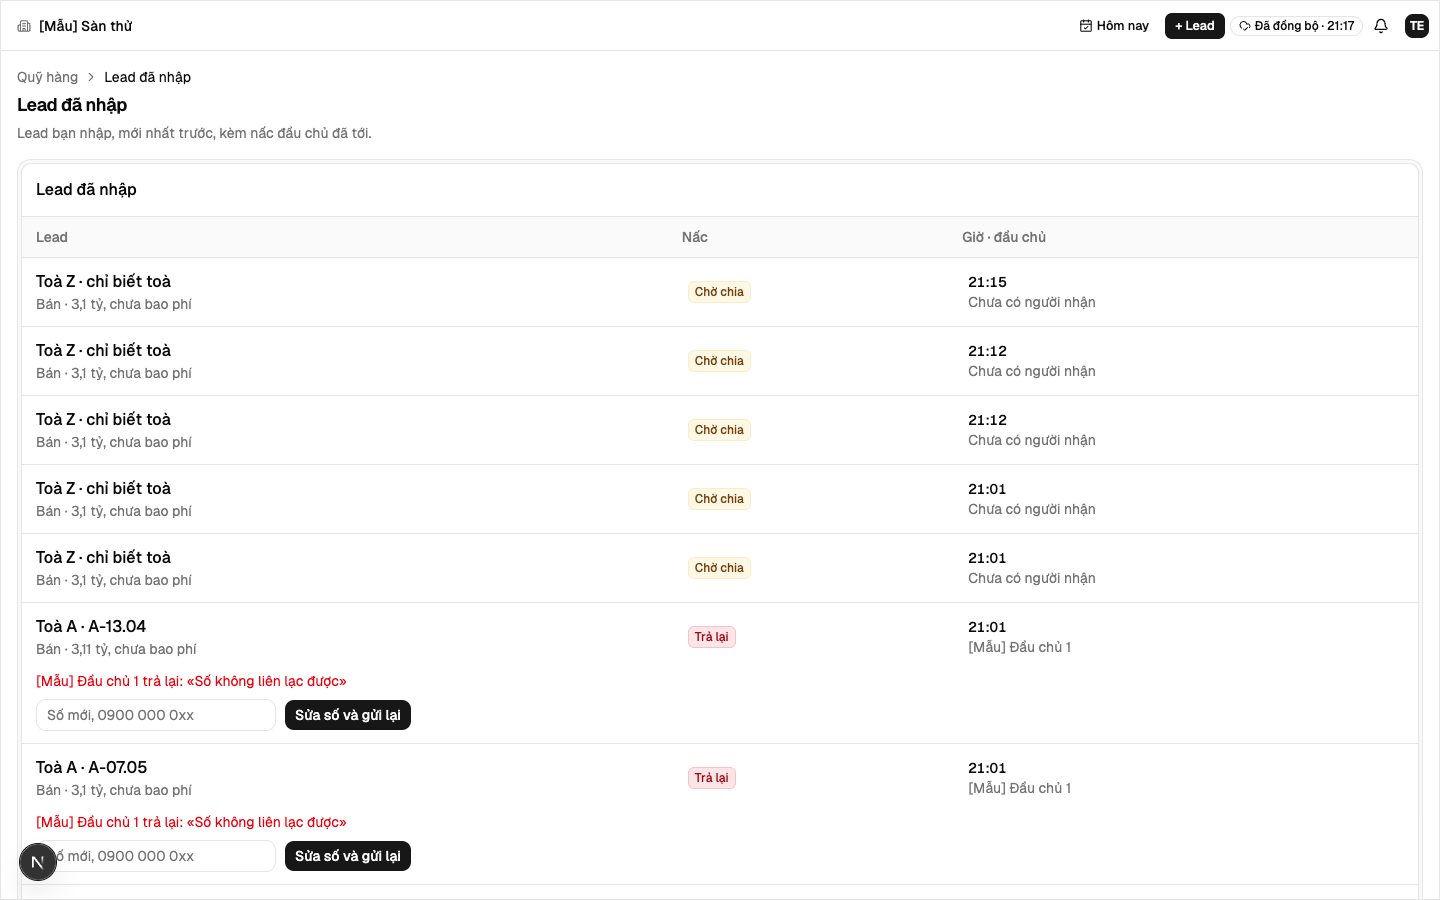 [Mẫu] Sàn thử
Hôm nay
+ Lead
Đã đồng bộ · 21:17
TE
Quỹ hàng > Lead đã nhập
Lead đã nhập
Lead bạn nhập, mới nhất trước, kèm nấc đầu chủ đã tới.
Lead đã nhập
Lead Nấc Giờ · đầu chủ
Toà Z · chỉ biết toà
Bán · 3,1 tỷ, chưa bao phí
Chờ chia
21:15
Chưa có người nhận
Toà Z · chỉ biết toà
Bán · 3,1 tỷ, chưa bao phí
Chờ chia
21:12
Chưa có người nhận
Toà Z · chỉ biết toà
Bán · 3,1 tỷ, chưa bao phí
Chờ chia
21:12
Chưa có người nhận
Toà Z · chỉ biết toà
Bán · 3,1 tỷ, chưa bao phí
Chờ chia
21:01
Chưa có người nhận
Toà Z · chỉ biết toà
Bán · 3,1 tỷ, chưa bao phí
Chờ chia
21:01
Chưa có người nhận
Toà A · A-13.04
Bán · 3,11 tỷ, chưa bao phí
Trả lại
21:01
[Mẫu] Đầu chủ 1
[Mẫu] Đầu chủ 1 trả lại: «Số không liên lạc được»
Số mới, 0900 000 0xx
Sửa số và gửi lại
Toà A · A-07.05
Bán · 3,1 tỷ, chưa bao phí
Trả lại
21:01
[Mẫu] Đầu chủ 1
[Mẫu] Đầu chủ 1 trả lại: «Số không liên lạc được»
mới, 0900 000 0xx
Sửa số và gửi lại
N